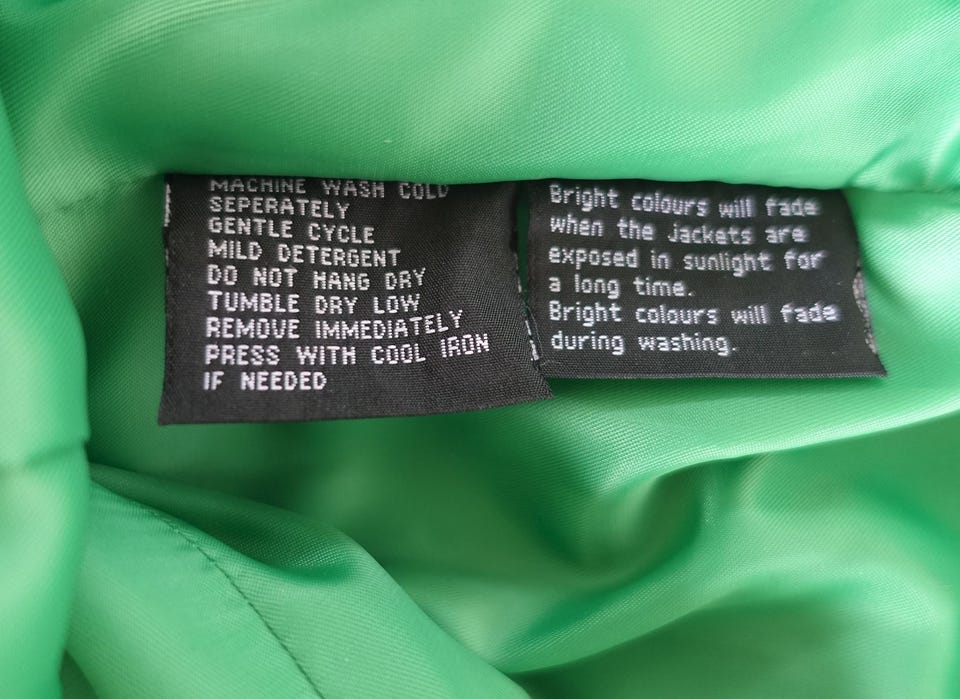 MACHINE WASH COLD
SEPERATELY
GENTLE CYCLE
MILD DETERGENT
DO NOT HANG DRY
TUMBLE DRY LOW
REMOVE IMMEDIATELY
PRESS WITH COOL IRON
IF NEEDED
Bright colours will fade
when the jackets are
exposed in sunlight for
a long time.
Bright colours will fade
during washing.